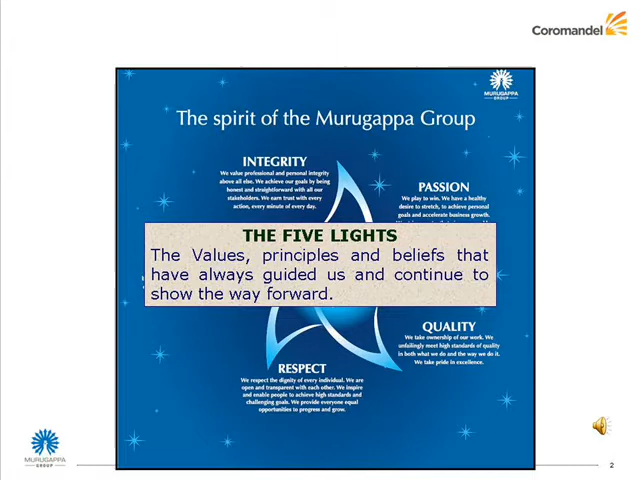 Coromandel
MURUGAPPA
GROUP
The spirit of the Murugappa Group
INTEGRITY
We value professional and personal integrity
above all else. We achieve our goals by being
honest and straightforward with all our
stakeholders. We earn trust with every
action, every minute of every day.
PASSION
We play to win. We have a healthy
desire to stretch, to achieve personal
goals and accelerate business growth.
THE FIVE LIGHTS
The Values, principles and beliefs that
have always guided us and continue to
show the way forward.
QUALITY
We take ownership of our work. We
unfailingly meet high standards of quality
in both what we do and the way we do it.
We take pride in excellence.
RESPECT
We respect the dignity of every individual. We are
open and transparent with each other. We inspire
and enable people to achieve high standards and
challenging goals. We provide everyone equal
opportunities to progress and grow.
MURUGAPPA
GROUP
2